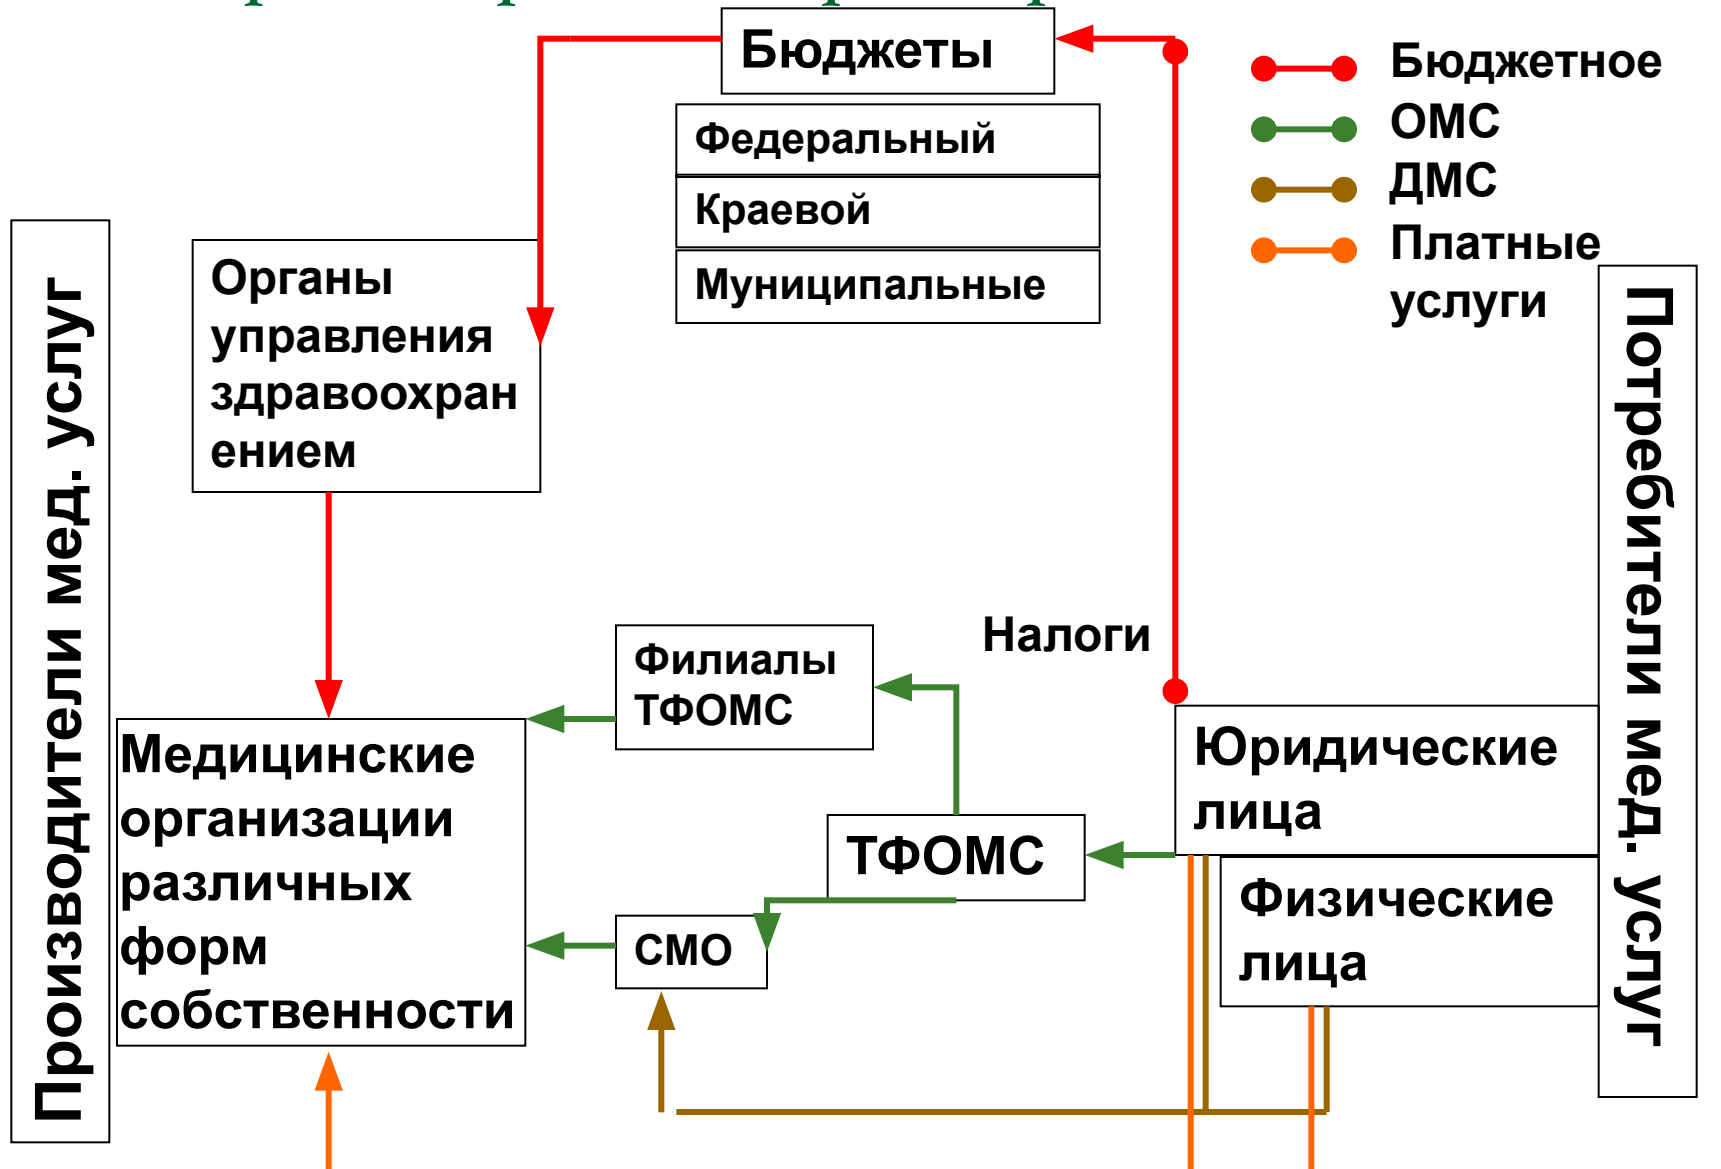 Бюджеты
Федеральный
Краевой
Муниципальные
Бюджетное
ОМС
ДМС
Платные
услуги
Производители мед. услуг
Органы
управления
здравоохран
ением
Потребители мед. услуг
Налоги
Филиалы
ТФОМС
Медицинские
организации
различных
форм
собственности
ТФОМС
СМО
Юридические
лица
Физические
лица